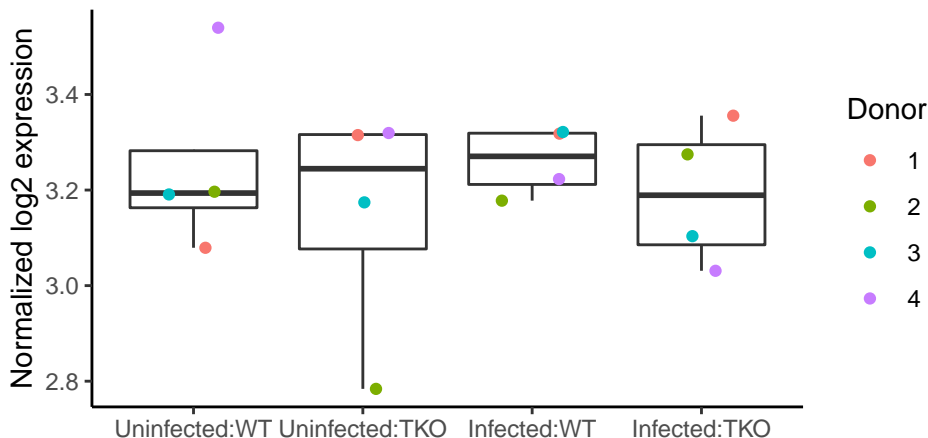 Normalized log2 expression
3.4
3.2
3.0
2.8
Uninfected:WT Uninfected:TKO Infected:WT Infected:TKO
Donor
1
2
3
4